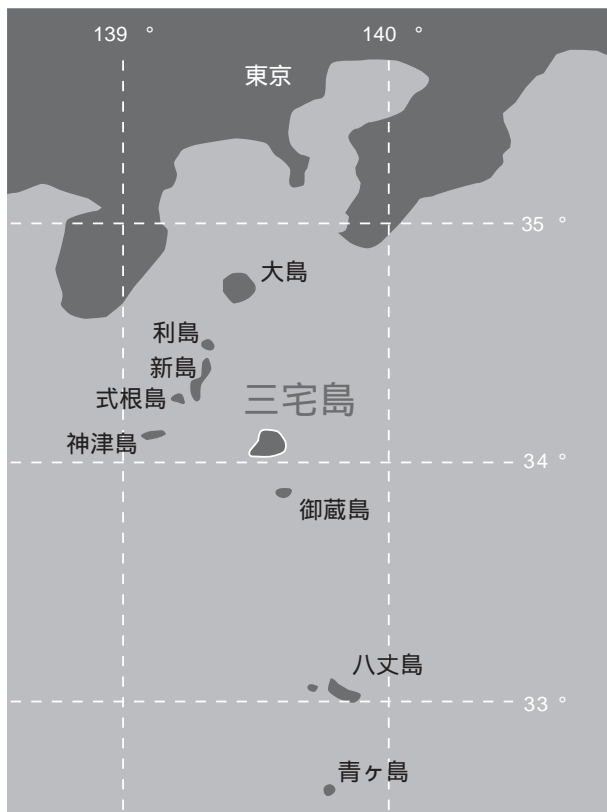 139 °
140 °
東京
35 °
大島
利島
新島
式根島
三宅島
神津島
34 °
御蔵島
八丈島
33 °
青ヶ島